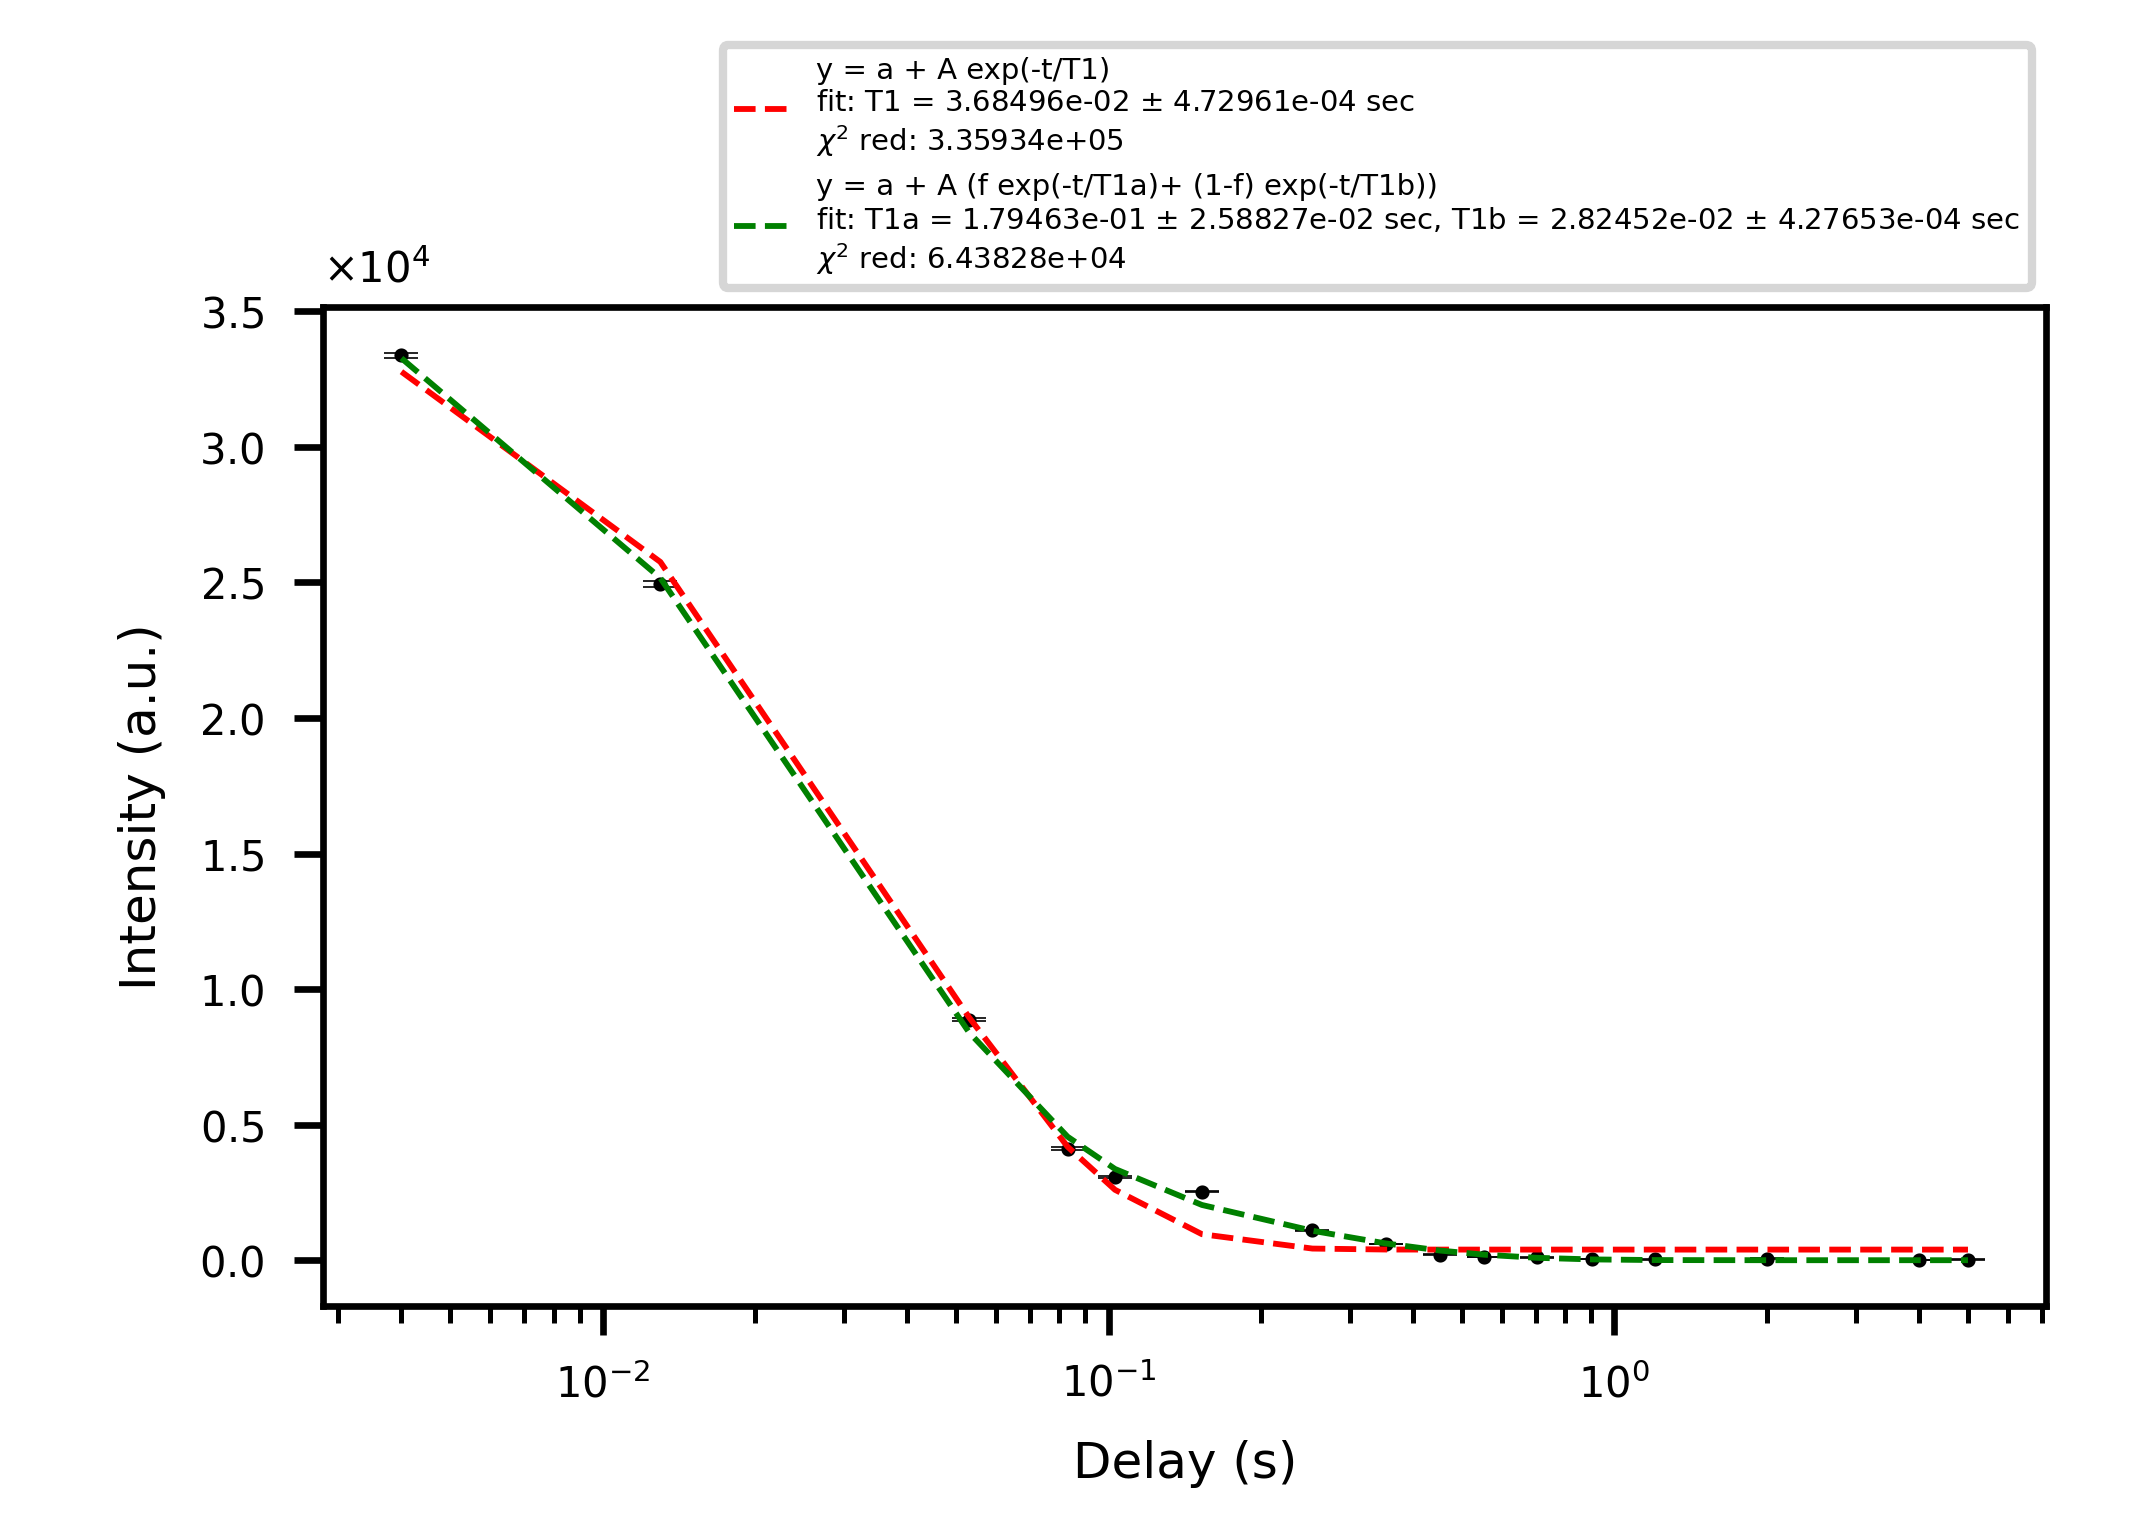 y = a + A exp(-t/T1)
fit: T1 = 3.68496e-02 ± 4.72961e-04 sec
χ² red: 3.35934e+05
y = a + A (f exp(-t/T1a)+ (1-f) exp(-t/T1b))
fit: T1a = 1.79463e-01 ± 2.58827e-02 sec, T1b = 2.82452e-02 ± 4.27653e-04 sec
χ² red: 6.43828e+04
×10⁴
3.5
3.0
2.5
2.0
1.5
1.0
0.5
0.0
Intensity (a.u.)
10⁻² 10⁻¹ 10⁰
Delay (s)